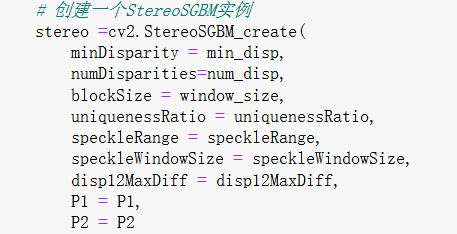 # 创建一个StereoSGBM实例
stereo =cv2.StereoSGBM_create(
minDisparity = min_disp,
numDisparities=num_disp,
blockSize = window_size,
uniquenessRatio = uniquenessRatio,
speckleRange = speckleRange,
speckleWindowSize = speckleWindowSize,
disp12MaxDiff = disp12MaxDiff,
P1 = P1,
P2 = P2